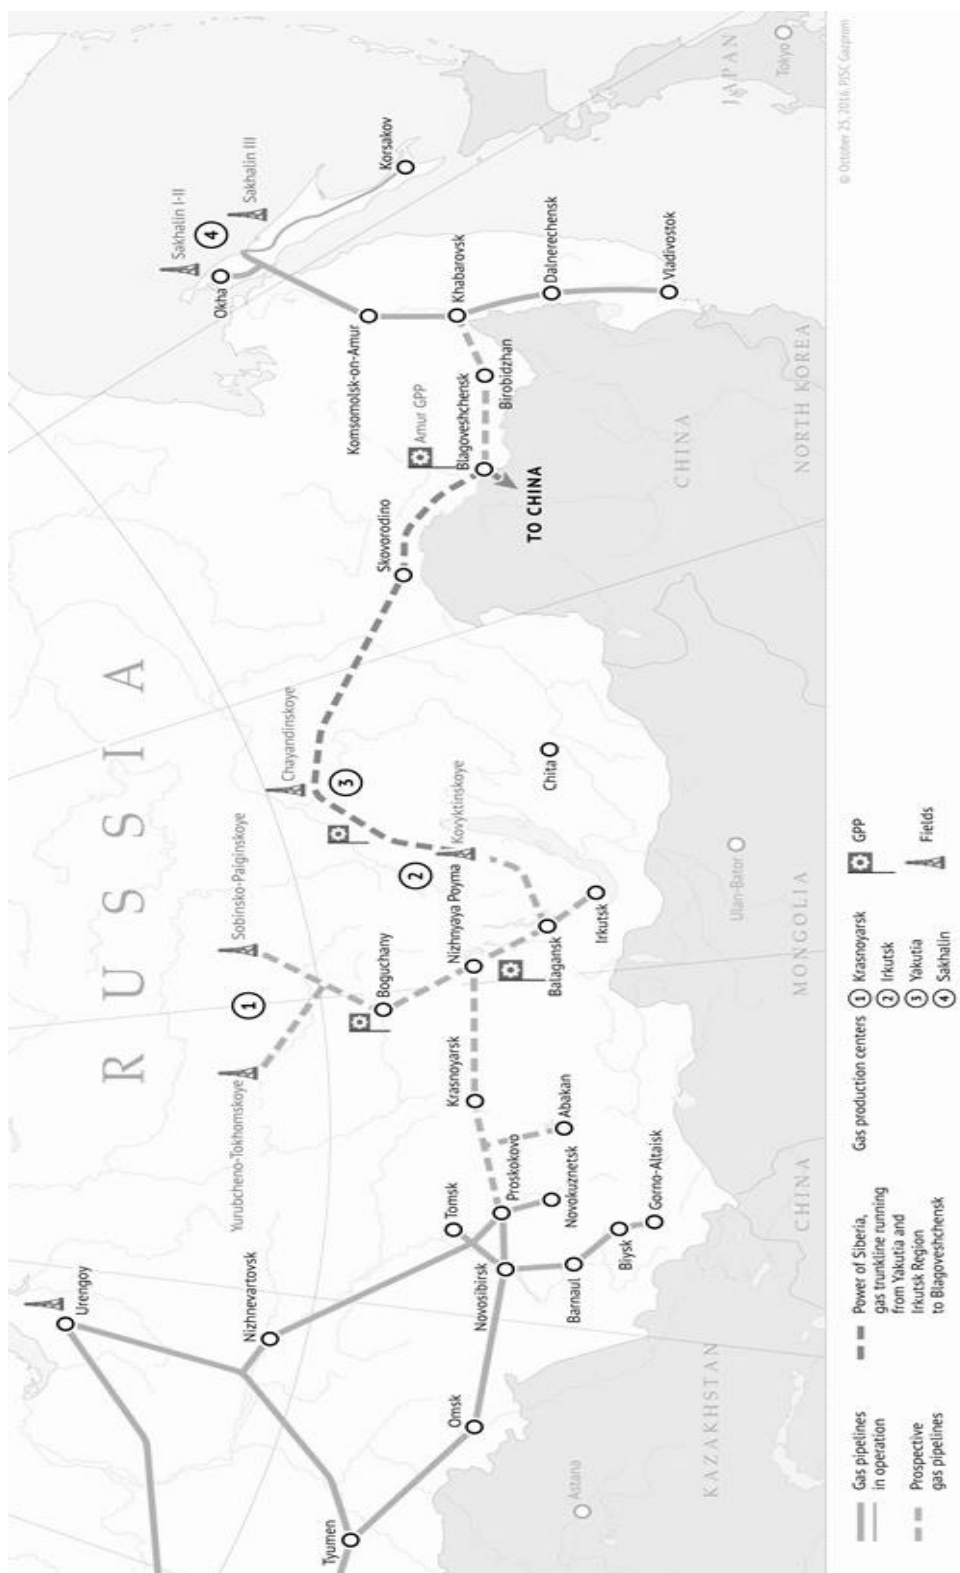 RUSSIA
Urengoy
Nizhnevartovsk
Tyumen
Omsk
Novosibirsk
Tomsk
Proskokovo
Novokuznetsk
Barnaul
Biysk
Gorno-Altaisk
Abakan
Krasnoyarsk
Yurubcheno-Tokhomskoye
1
Sobinsko-Paiginskoye
Boguchany
Nizhnyaya Poyma
Balagansk
Irkutsk
2
Kovyktinskoye
3
Chayandinskoye
Chita
Skovorodino
Amur GPP
Blagoveshchensk
TO CHINA
Birobidzhan
Khabarovsk
Komsomolsk-on-Amur
Okha
Sakhalin I-II
4
Sakhalin III
Korsakov
Dalnerechensk
Vladivostok
Astana
KAZAKHSTAN
CHINA
Ulan-Bator
MONGOLIA
CHINA
NORTH KOREA
JAPAN
Tokyo
Gas pipelines
in operation
Prospective
gas pipelines
Power of Siberia,
gas trunkline running
from Yakutia and
Irkutsk Region
to Blagoveshchensk
Gas production centers
1 Krasnoyarsk
2 Irkutsk
3 Yakutia
4 Sakhalin
GPP
Fields
© October 25, 2016, PJSC Gazprom